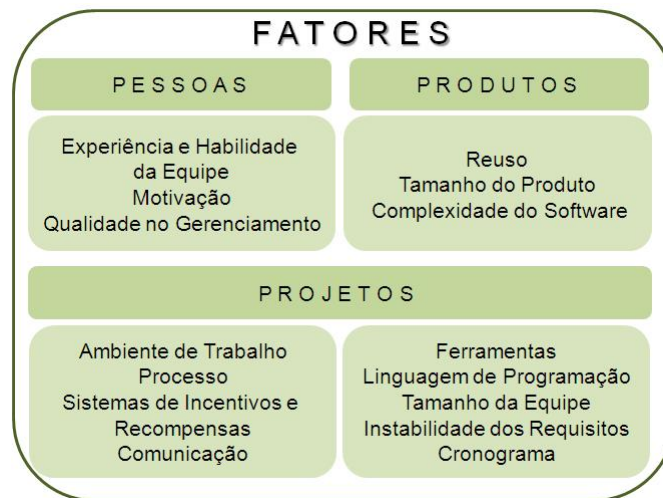 FATORES
PESSOAS
Experiência e Habilidade
da Equipe
Motivação
Qualidade no Gerenciamento
PRODUTOS
Reuso
Tamanho do Produto
Complexidade do Software
PROJETOS
Ambiente de Trabalho
Processo
Sistemas de Incentivos e
Recompensas
Comunicação
Ferramentas
Linguagem de Programação
Tamanho da Equipe
Instabilidade dos Requisitos
Cronograma